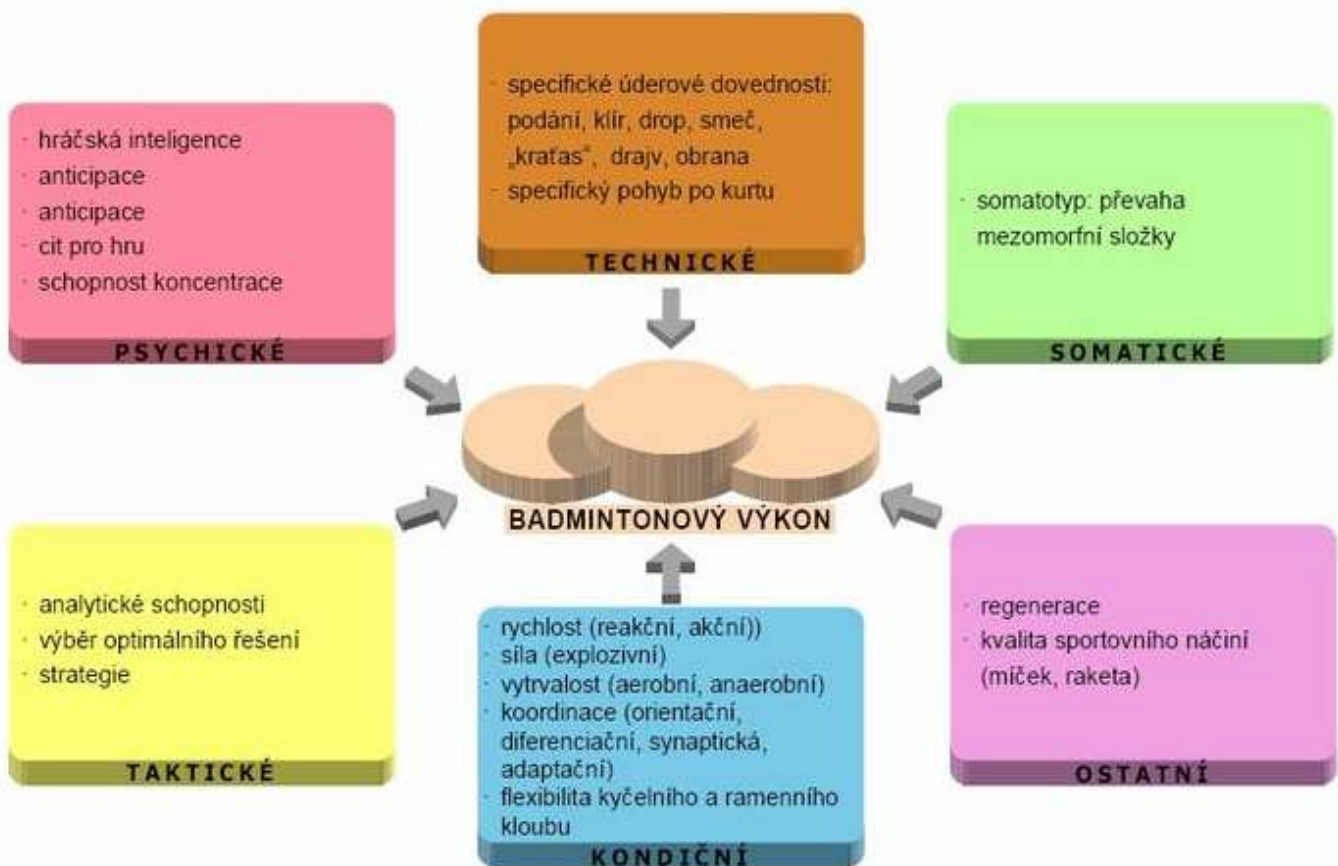 · specifické úderové dovednosti:
podání, klír, drop, smeč,
„kraťas“, drajv, obrana
· specifický pohyb po kurtu
TECHNICKÉ
· hráčská inteligence
· anticipace
· anticipace
· cit pro hru
· schopnost koncentrace
PSYCHICKÉ
· somatotyp: převaha
mezomorfní složky
SOMATICKÉ
BADMINTONOVÝ VÝKON
· analytické schopnosti
· výběr optimálního řešení
· strategie
TAKTICKÉ
· rychlost (reakční, akční))
· síla (explozivní)
· vytrvalost (aerobní, anaerobní)
· koordinace (orientační,
diferenciační, synaptická,
adaptační)
· flexibilita kyčelního a ramenního
kloubu
KONDIČNÍ
· regenerace
· kvalita sportovního náčiní
(míček, raketa)
OSTATNÍ